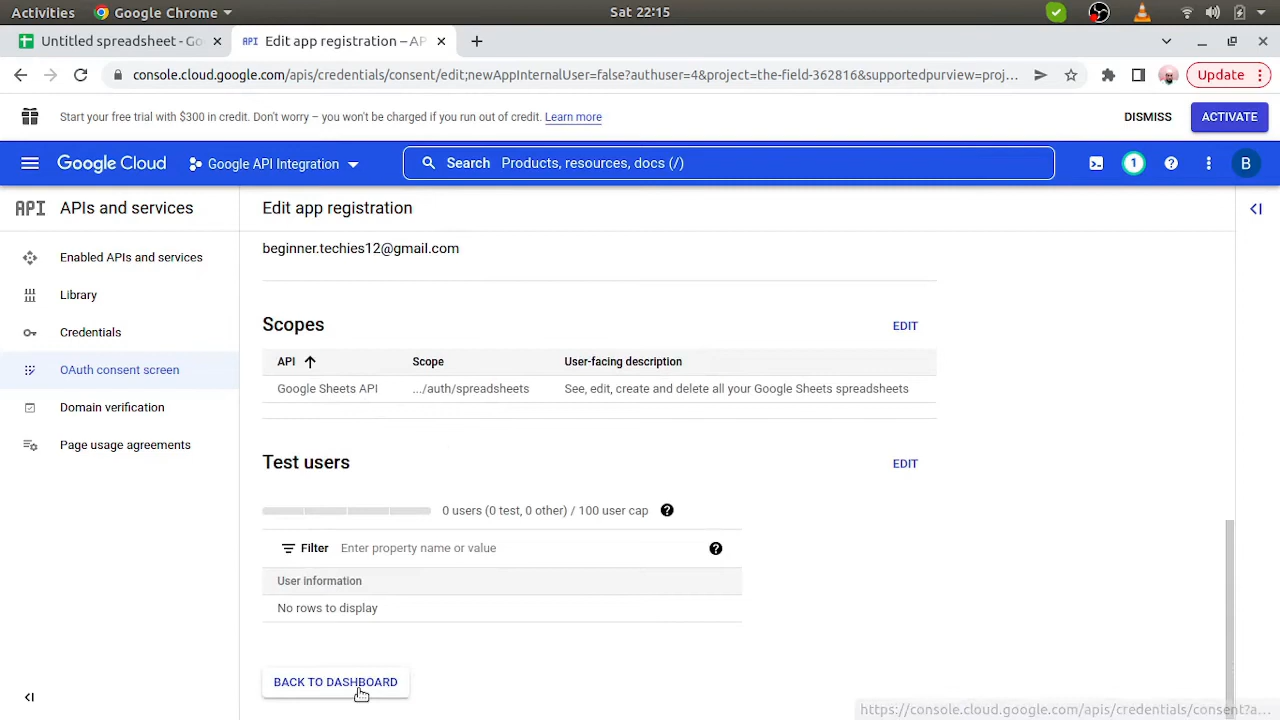 Activities
Google Chrome
Sat 22:15
Untitled spreadsheet - Go
API Edit app registration – AP
console.cloud.google.com/apis/credentials/consent/edit;newAppInternalUser=false?authuser=4&project=the-field-362816&supportedpurview=proj...
Update
Start your free trial with $300 in credit. Don't worry – you won't be charged if you run out of credit. Learn more
DISMISS
ACTIVATE
Google Cloud
Google API Integration
Search Products, resources, docs (/)
1
B
API APIs and services
Edit app registration
Enabled APIs and services
Library
Credentials
OAuth consent screen
Domain verification
Page usage agreements
beginner.techies12@gmail.com
Scopes
EDIT
API Scope User-facing description
Google Sheets API .../auth/spreadsheets See, edit, create and delete all your Google Sheets spreadsheets
Test users
EDIT
0 users (0 test, 0 other) / 100 user cap
Filter Enter property name or value
User information
No rows to display
BACK TO DASHBOARD
https://console.cloud.google.com/apis/credentials/consent?a...